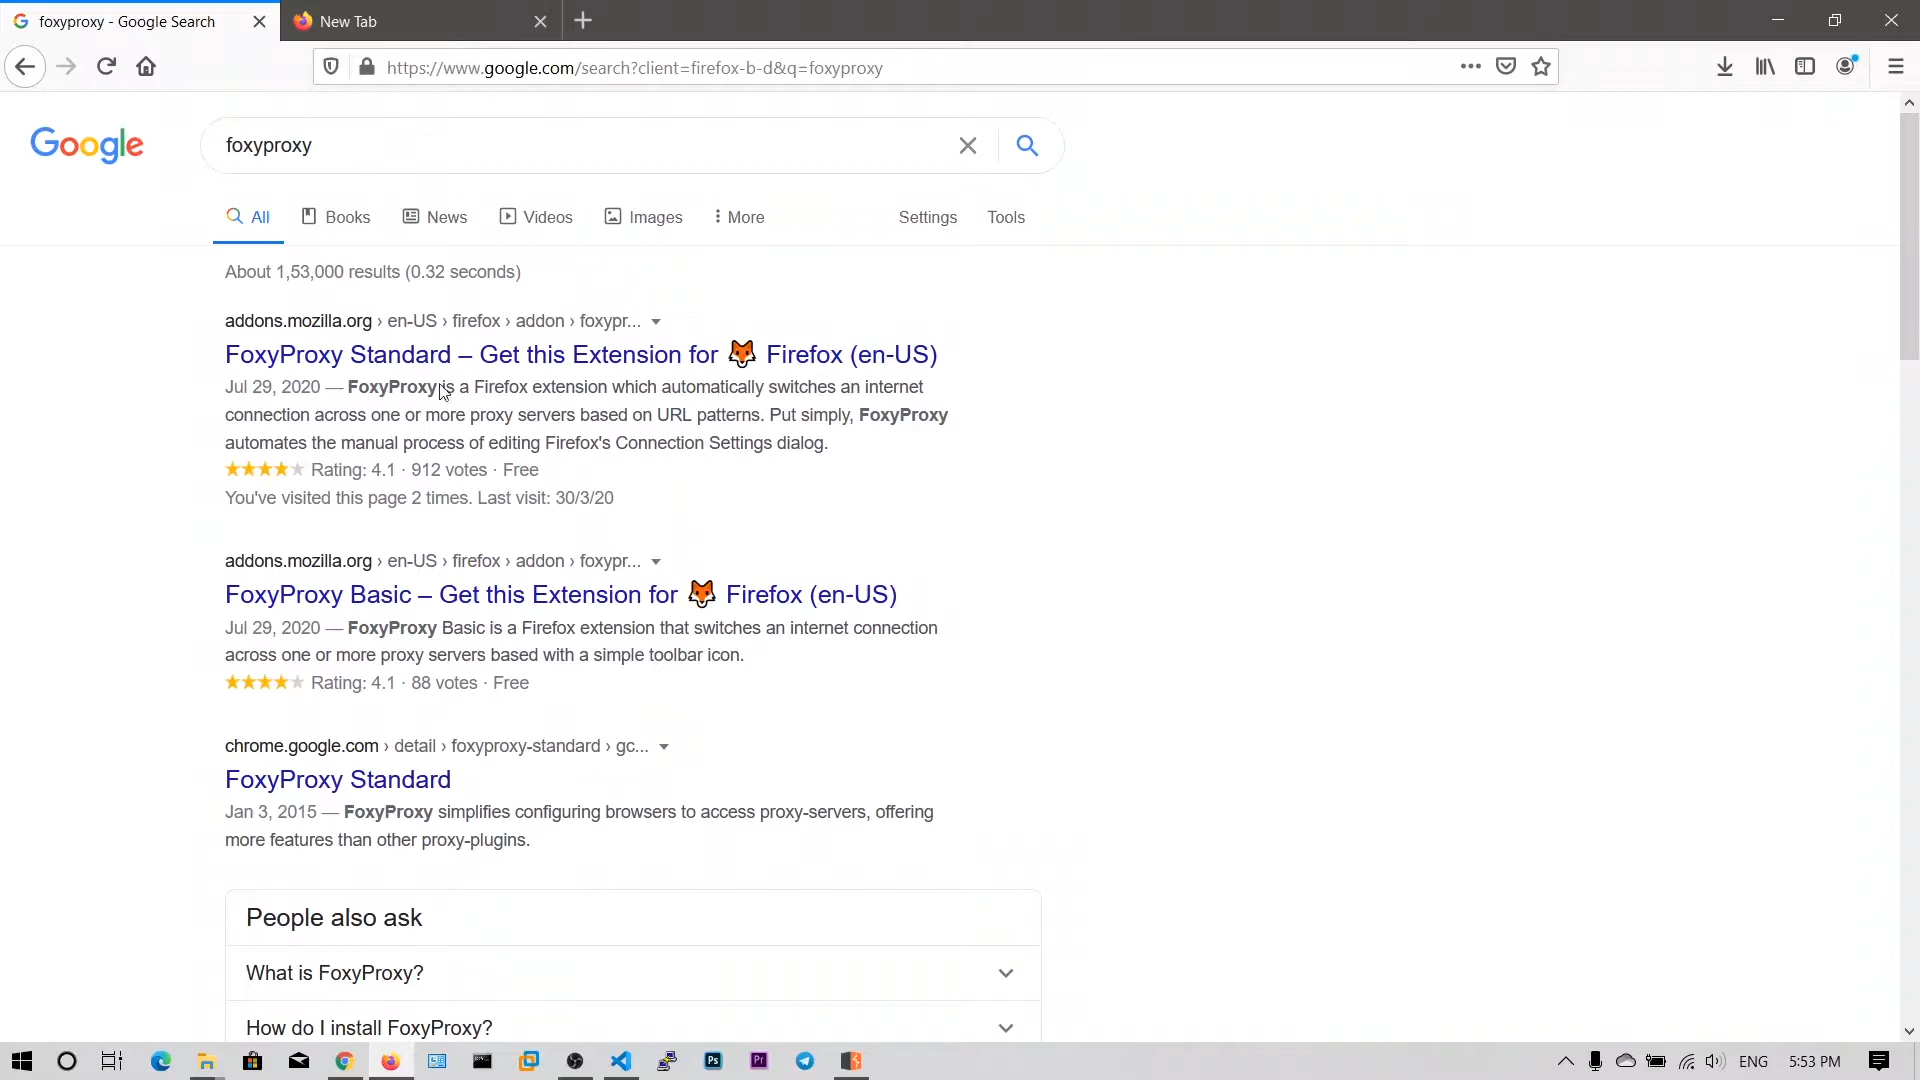 foxyproxy - Google Search
New Tab
https://www.google.com/search?client=firefox-b-d&q=foxyproxy
Google
foxyproxy
All
Books
News
Videos
Images
More
Settings
Tools
About 1,53,000 results (0.32 seconds)
addons.mozilla.org › en-US › firefox › addon › foxypr...
FoxyProxy Standard – Get this Extension for 🦊 Firefox (en-US)
Jul 29, 2020 — FoxyProxy is a Firefox extension which automatically switches an internet
connection across one or more proxy servers based on URL patterns. Put simply, FoxyProxy
automates the manual process of editing Firefox's Connection Settings dialog.
Rating: 4.1 · 912 votes · Free
You've visited this page 2 times. Last visit: 30/3/20
addons.mozilla.org › en-US › firefox › addon › foxypr...
FoxyProxy Basic – Get this Extension for 🦊 Firefox (en-US)
Jul 29, 2020 — FoxyProxy Basic is a Firefox extension that switches an internet connection
across one or more proxy servers based with a simple toolbar icon.
Rating: 4.1 · 88 votes · Free
chrome.google.com › detail › foxyproxy-standard › gc...
FoxyProxy Standard
Jan 3, 2015 — FoxyProxy simplifies configuring browsers to access proxy-servers, offering
more features than other proxy-plugins.
People also ask
What is FoxyProxy?
How do I install FoxyProxy?
Ps
Pr
ENG
5:53 PM